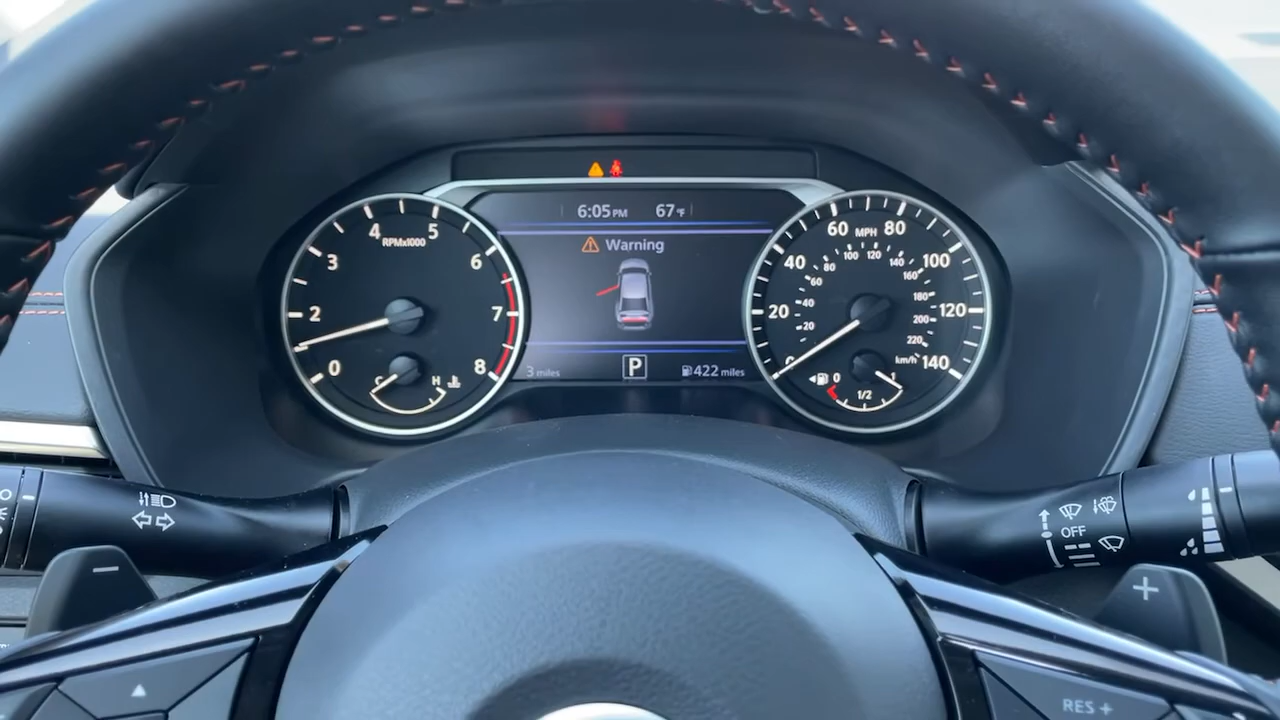 6:05PM 67°F
Warning
3 miles P 422 miles
RPMx1000
0 2 3 4 5 6 7 8
C H
MPH
0 20 40 60 80 100 120 140
20 40 60 80 100 120 140 160 180 200 220
km/h
0 1/2 1
OFF
−
+
RES +